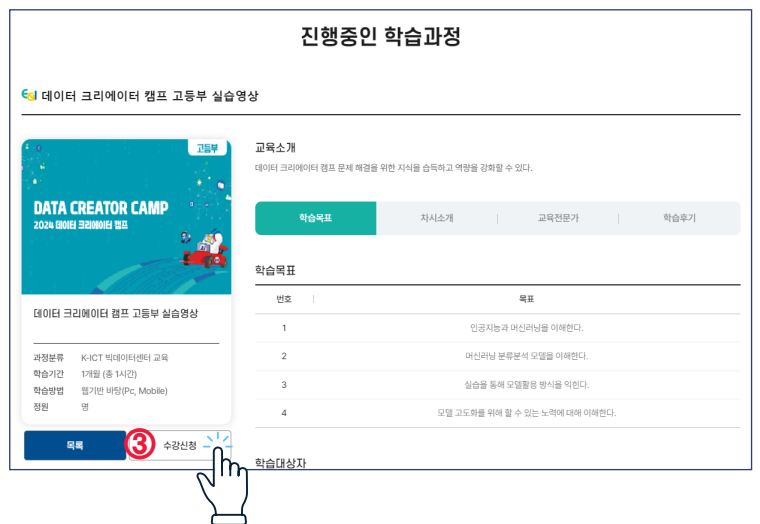 진행중인 학습과정
데이터 크리에이터 캠프 고등부 실습영상
고등부
DATA CREATOR CAMP
2024 데이터 크리에이터 캠프
데이터 크리에이터 캠프 고등부 실습영상
과정분류 K-ICT 빅데이터센터 교육
학습기간 1개월 (총 1시간)
학습방법 웹기반 바탕(Pc, Mobile)
정원 명
목록
③ 수강신청
교육소개
데이터 크리에이터 캠프 문제 해결을 위한 지식을 습득하고 역량을 강화할 수 있다.
학습목표 차시소개 교육전문가 학습후기
학습목표
번호 목표
1 인공지능과 머신러닝을 이해한다.
2 머신러닝 분류분석 모델을 이해한다.
3 실습을 통해 모델활용 방식을 익힌다.
4 모델 고도화를 위해 할 수 있는 노력에 대해 이해한다.
학습대상자